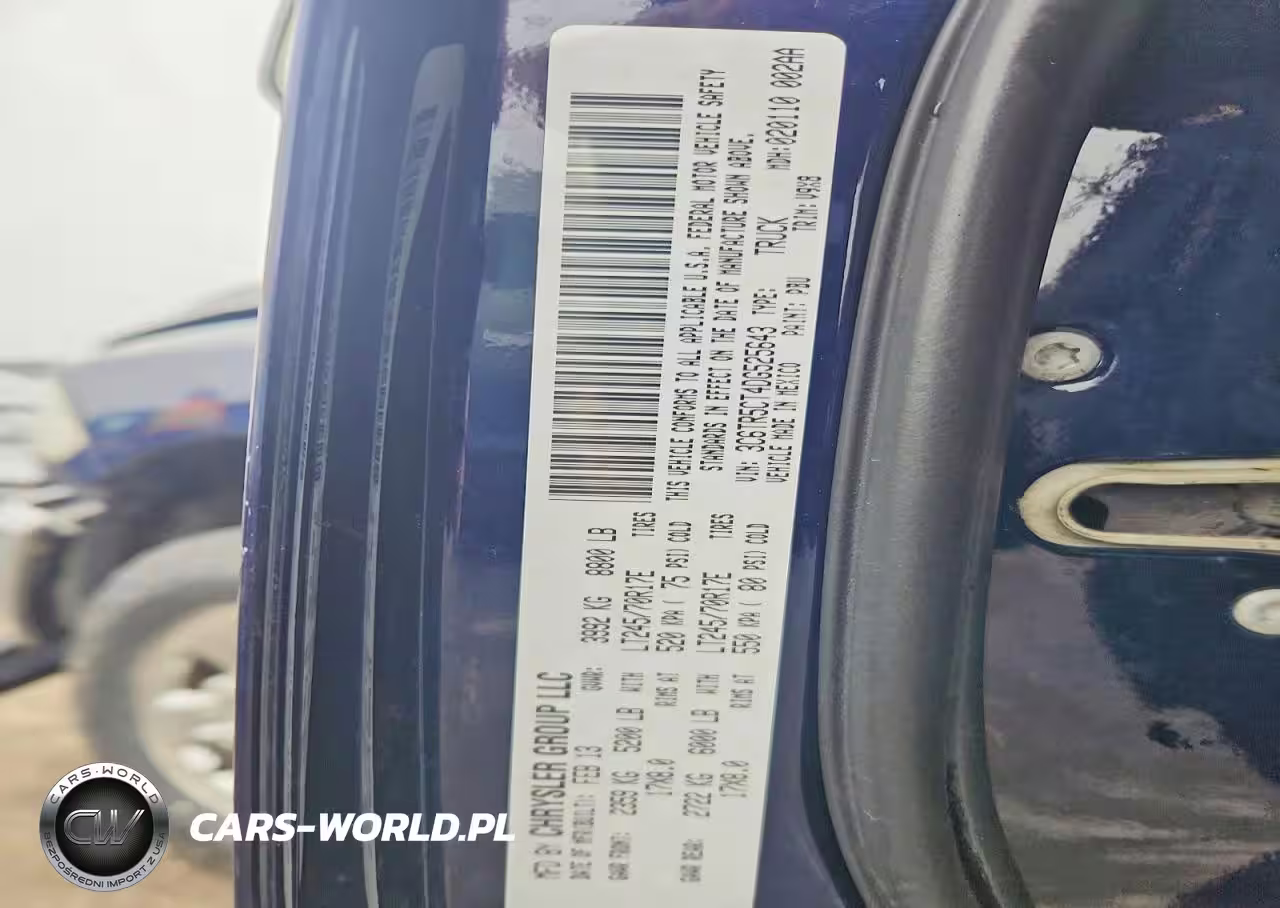 MFD BY CHRYSLER GROUP LLC
DATE OF MFR(BUILT): FEB 13 GVWR: 3992 KG 8800 LB
GAWR FRONT: 2359 KG 5200 LB WITH LT245/70R17E TIRES
17X8.0 RIMS AT 520 KPA( 75 PSI) COLD
GAWR REAR: 2722 KG 6000 LB WITH LT245/70R17E TIRES
17X8.0 RIMS AT 550 KPA( 80 PSI) COLD
THIS VEHICLE CONFORMS TO ALL APPLICABLE U.S.A. FEDERAL MOTOR VEHICLE SAFETY
STANDARDS IN EFFECT ON THE DATE OF MANUFACTURE SHOWN ABOVE.
VIN: 3C6TR5CT4DG525643 TYPE: TRUCK MDH:020110 002AA
VEHICLE MADE IN MEXICO PAINT: PBU TRIM: V9X8
CARS-WORLD
CW
BEZPOŚREDNI IMPORT Z USA
CARS-WORLD.PL